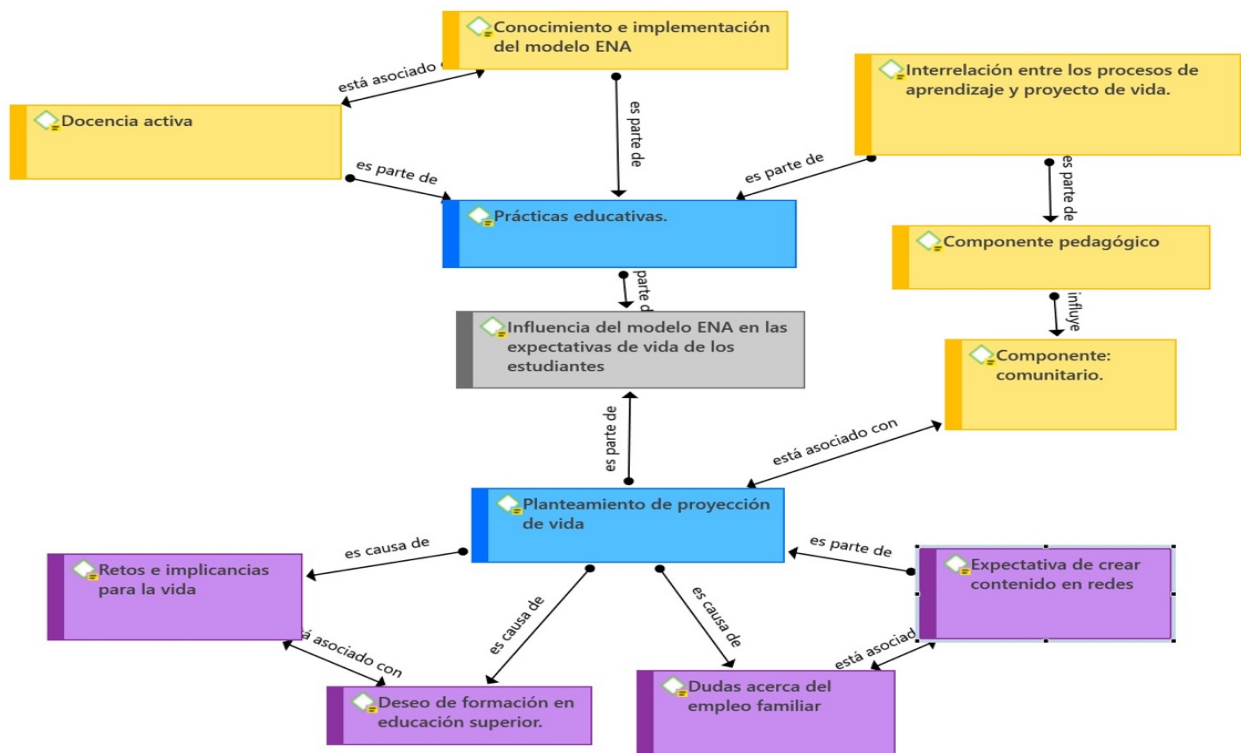 Conocimiento e implementación
del modelo ENA
está asociado
Interrelación entre los procesos de
aprendizaje y proyecto de vida.
Docencia activa
es parte de
es parte de
es parte de
es parte de
Prácticas educativas.
Componente pedagógico
parte de
influye
Influencia del modelo ENA en las
expectativas de vida de los
estudiantes
Componente:
comunitario.
es parte de
está asociado con
Planteamiento de proyección
de vida
es causa de
es parte de
Retos e implicancias
para la vida
Expectativa de crear
contenido en redes
es causa de
es causa de
está asociado con
está asociado
Deseo de formación en
educación superior.
Dudas acerca del
empleo familiar